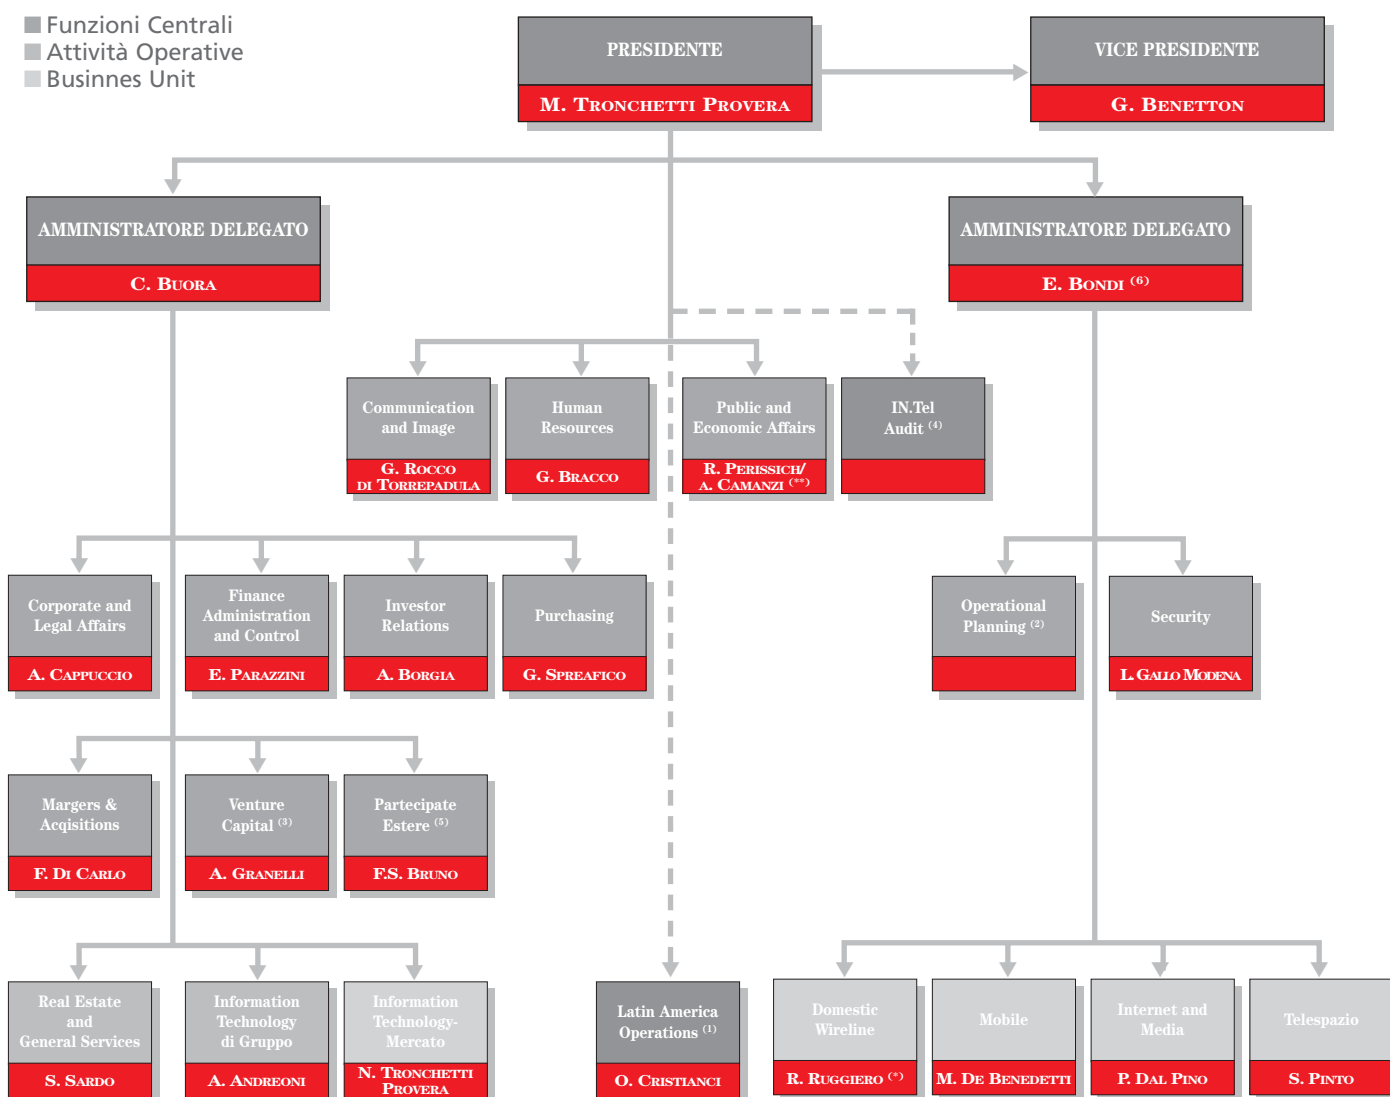 Funzioni Centrali
Attività Operative
Businnes Unit
PRESIDENTE
M. TRONCHETTI PROVERA
VICE PRESIDENTE
G. BENETTON
AMMINISTRATORE DELEGATO
C. BUORA
AMMINISTRATORE DELEGATO
E. BONDI (6)
Communication
and Image
G. ROCCO
DI TORREPADULA
Human
Resources
G. BRACCO
Public and
Economic Affairs
R. PERISSICH/
A. CAMANZI (**)
IN.Tel
Audit (4)
Corporate and
Legal Affairs
A. CAPPUCCIO
Finance
Administration
and Control
E. PARAZZINI
Investor
Relations
A. BORGIA
Purchasing
G. SPREAFICO
Operational
Planning (2)
Security
L. GALLO MODENA
Margers &
Acqisitions
F. DI CARLO
Venture
Capital (3)
A. GRANELLI
Partecipate
Estere (5)
F.S. BRUNO
Real Estate
and
General Services
S. SARDO
Information
Technology
di Gruppo
A. ANDREONI
Information
Technology-
Mercato
N. TRONCHETTI
PROVERA
Latin America
Operations (1)
O. CRISTIANCI
Domestic
Wireline
R. RUGGIERO (*)
Mobile
M. DE BENEDETTI
Internet and
Media
P. DAL PINO
Telespazio
S. PINTO